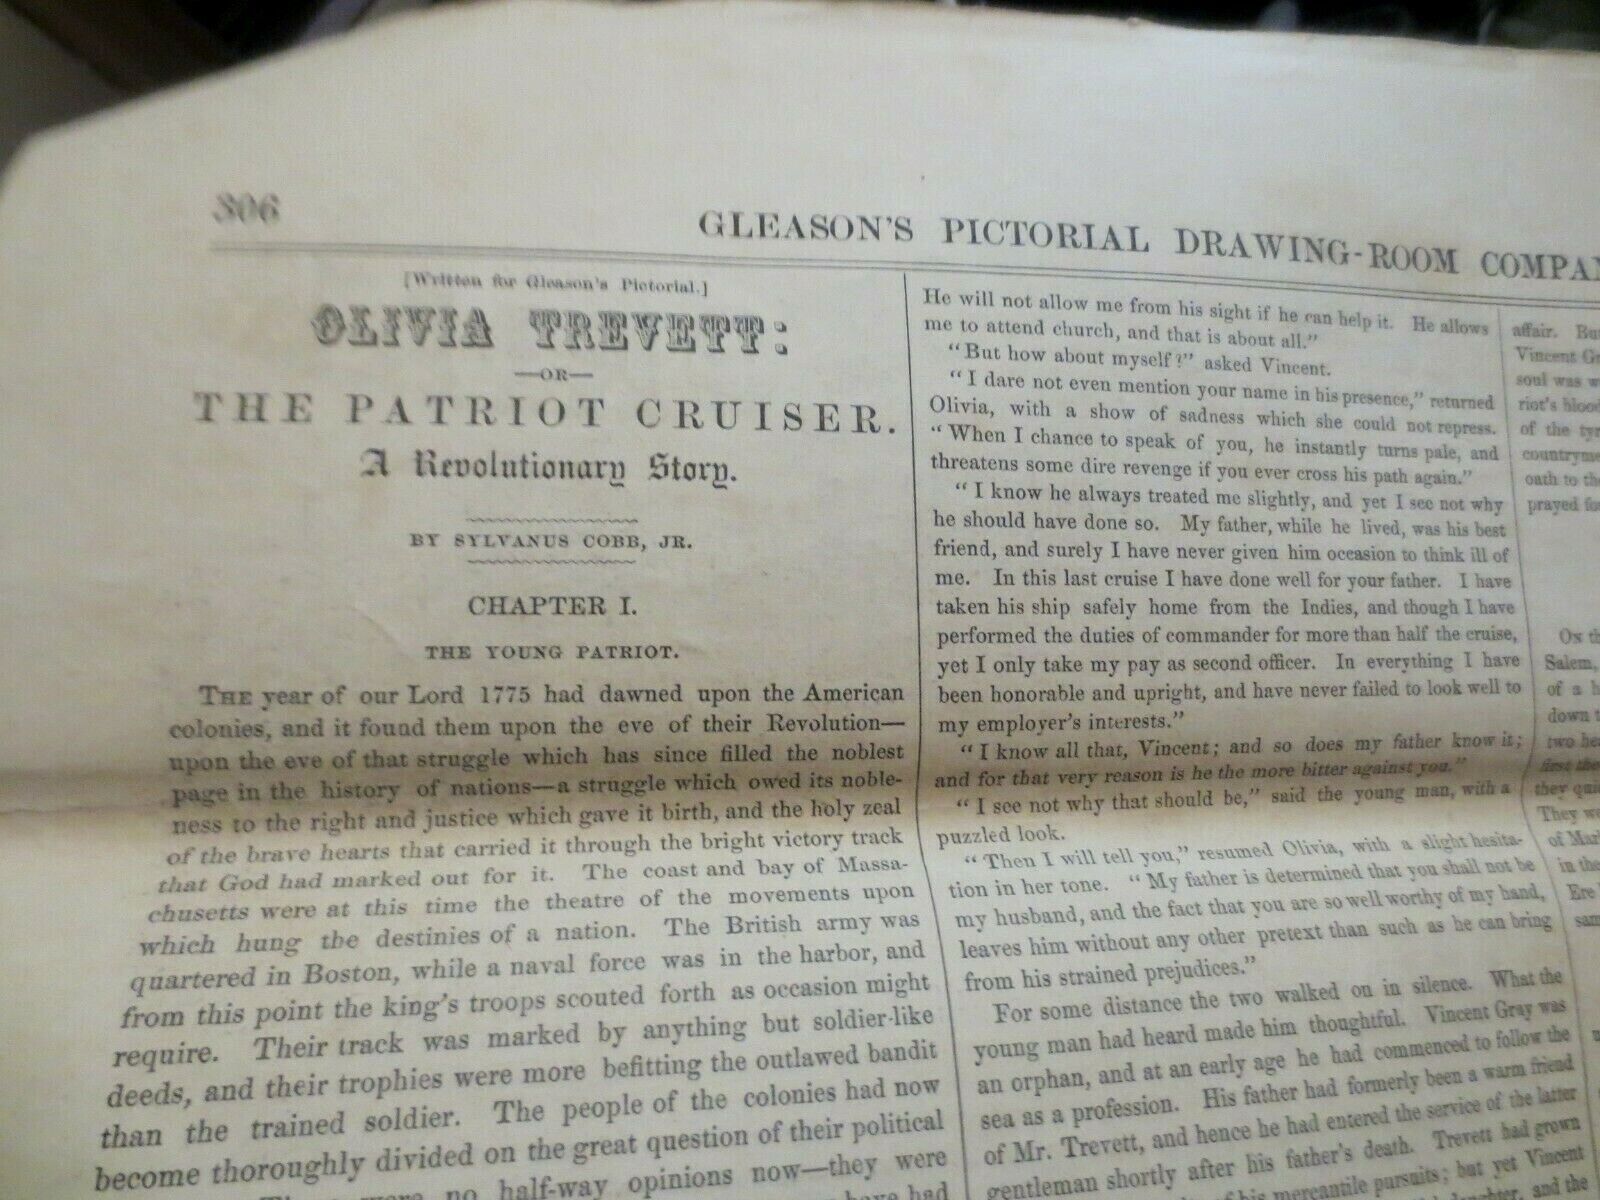 306
GLEASON'S PICTORIAL DRAWING-ROOM
[Written for Gleason's Pictorial.]
OLIVIA TREVETT:
—OR—
THE PATRIOT CRUISER.
A Revolutionary Story.
BY SYLVANUS COBB, JR.
CHAPTER I.
THE YOUNG PATRIOT.
THE year of our Lord 1775 had dawned upon the American
colonies, and it found them upon the eve of their Revolution—
upon the eve of that struggle which has since filled the noblest
page in the history of nations—a struggle which owed its noble-
ness to the right and justice which gave it birth, and the holy zeal
of the brave hearts that carried it through the bright victory track
that God had marked out for it. The coast and bay of Massa-
chusetts were at this time the theatre of the movements upon
which hung the destinies of a nation. The British army was
quartered in Boston, while a naval force was in the harbor, and
from this point the king's troops scouted forth as occasion might
require. Their track was marked by anything but soldier-like
deeds, and their trophies were more befitting the outlawed bandit
than the trained soldier. The people of the colonies had now
become thoroughly divided on the great question of their political
no half-way opinions now—they were
have had
He will not allow me from his sight if he can help it. He allows
me to attend church, and that is about all."
"But how about myself?" asked Vincent.
"I dare not even mention your name in his presence," returned
Olivia, with a show of sadness which she could not repress.
"When I chance to speak of you, he instantly turns pale, and
threatens some dire revenge if you ever cross his path again."
"I know he always treated me slightly, and yet I see not why
he should have done so. My father, while he lived, was his best
friend, and surely I have never given him occasion to think ill of
me. In this last cruise I have done well for your father. I have
taken his ship safely home from the Indies, and though I have
performed the duties of commander for more than half the cruise,
yet I only take my pay as second officer. In everything I have
been honorable and upright, and have never failed to look well to
my employer's interests."
"I know all that, Vincent; and so does my father know it;
and for that very reason is he the more bitter against you."
"I see not why that should be," said the young man, with a
puzzled look.
"Then I will tell you," resumed Olivia, with a slight hesita-
tion in her tone. "My father is determined that you shall not be
my husband, and the fact that you are so well worthy of my hand,
leaves him without any other pretext than such as he can bring
from his strained prejudices."
For some distance the two walked on in silence. What the
young man had heard made him thoughtful. Vincent Gray was
an orphan, and at an early age he had commenced to follow the
sea as a profession. His father had formerly been a warm friend
of Mr. Trevett, and hence he had entered the service of the latter
gentleman shortly after his father's death. Trevett had grown
his mercantile pursuits; but yet Vincent
and the
affair.
Vincent
soul was
riot's
of the
oath to
prayed
Salem,
of a
down
two
first
they
They
of
in the
Ere